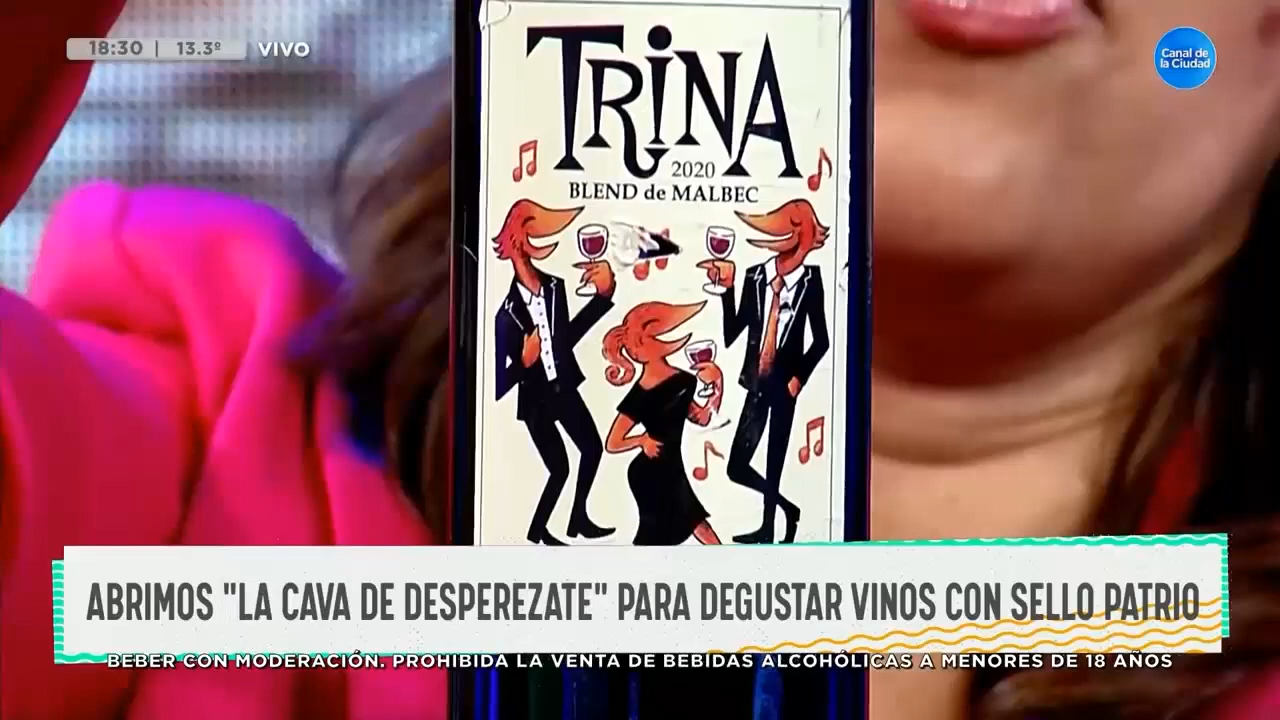 18:30 | 13.3º VIVO
Canal de
la Ciudad
TRINA
2020
BLEND de MALBEC
ABRIMOS "LA CAVA DE DESPEREZATE" PARA DEGUSTAR VINOS CON SELLO PATRIO
BEBER CON MODERACIÓN. PROHIBIDA LA VENTA DE BEBIDAS ALCOHÓLICAS A MENORES DE 18 AÑOS